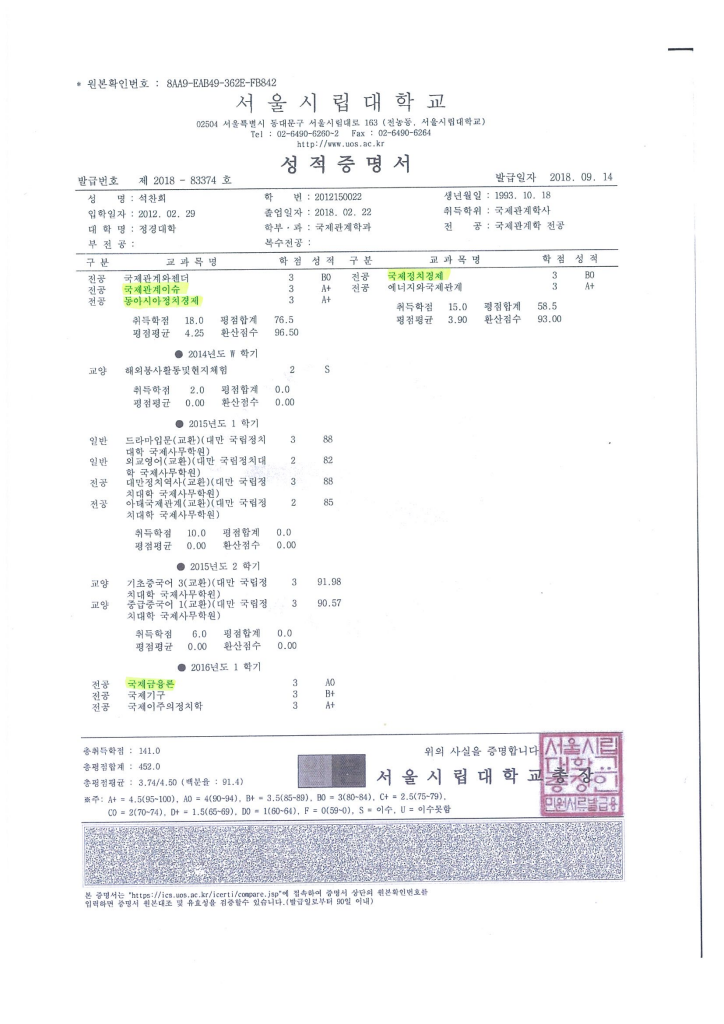 * 원본확인번호 : 8AA9-EAB49-362E-FB842
서 울 시 립 대 학 교
02504 서울특별시 동대문구 서울시립대로 163 (전농동, 서울시립대학교)
Tel : 02-6490-6260-2 Fax : 02-6490-6264
http://www.uos.ac.kr
성 적 증 명 서
발급번호 제 2018 - 83374 호
발급일자 2018. 09. 14
성 명 : 석찬희 학 번 : 2012150022 생년월일 : 1993. 10. 18
입학일자 : 2012. 02. 29 졸업일자 : 2018. 02. 22 취득학위 : 국제관계학사
대 학 명 : 정경대학 학부·과 : 국제관계학과 전 공 : 국제관계학 전공
부 전 공 : 복수전공 :
구 분 교 과 목 명 학 점 성 적 구 분 교 과 목 명 학 점 성 적
전공 국제관계와젠더 3 B0
전공 국제관계이슈 3 A+
전공 동아시아정치경제 3 A+
취득학점 18.0 평점합계 76.5
평점평균 4.25 환산점수 96.50
● 2014년도 W 학기
교양 해외봉사활동및현지체험 2 S
취득학점 2.0 평점합계 0.0
평점평균 0.00 환산점수 0.00
● 2015년도 1 학기
일반 드라마입문(교환)(대만 국립정치 3 88
대학 국제사무학원)
일반 외교영어(교환)(대만 국립정치대 2 82
학 국제사무학원)
전공 대만정치역사(교환)(대만 국립정 3 88
치대학 국제사무학원)
전공 아태국제관계(교환)(대만 국립정 2 85
치대학 국제사무학원)
취득학점 10.0 평점합계 0.0
평점평균 0.00 환산점수 0.00
● 2015년도 2 학기
교양 기초중국어 3(교환)(대만 국립정 3 91.98
치대학 국제사무학원)
교양 중급중국어 1(교환)(대만 국립정 3 90.57
치대학 국제사무학원)
취득학점 6.0 평점합계 0.0
평점평균 0.00 환산점수 0.00
● 2016년도 1 학기
전공 국제금융론 3 A0
전공 국제기구 3 B+
전공 국제이주의정치학 3 A+
전공 국제정치경제 3 B0
전공 에너지와국제관계 3 A+
취득학점 15.0 평점합계 58.5
평점평균 3.90 환산점수 93.00
총취득학점 : 141.0
총평점합계 : 452.0
총평점평균 : 3.74/4.50 (백분율 : 91.4)
위의 사실을 증명합니다.
서 울 시 립 대 학 교 총 장
서울시립
대학교
총장인
민원서류발급용
※주: A+ = 4.5(95~100), A0 = 4(90~94), B+ = 3.5(85~89), B0 = 3(80~84), C+ = 2.5(75~79),
C0 = 2(70~74), D+ = 1.5(65~69), D0 = 1(60~64), F = 0(59~0), S = 이수, U = 이수못함
본 증명서는 "https://ics.uos.ac.kr/icerti/compare.jsp"에 접속하여 증명서 상단의 원본확인번호를
입력하면 증명서 원본대조 및 유효성을 검증할수 있습니다.(발급일로부터 90일 이내)